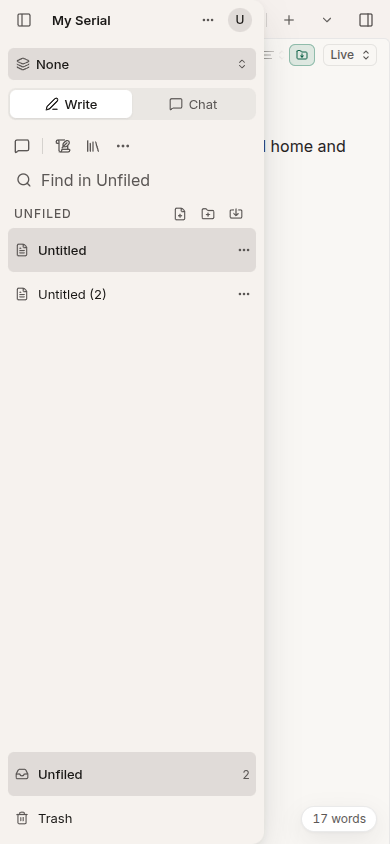 My Serial
U
None
Live
Write
Chat
home and
Find in Unfiled
UNFILED
Untitled
Untitled (2)
Unfiled
2
Trash
17 words